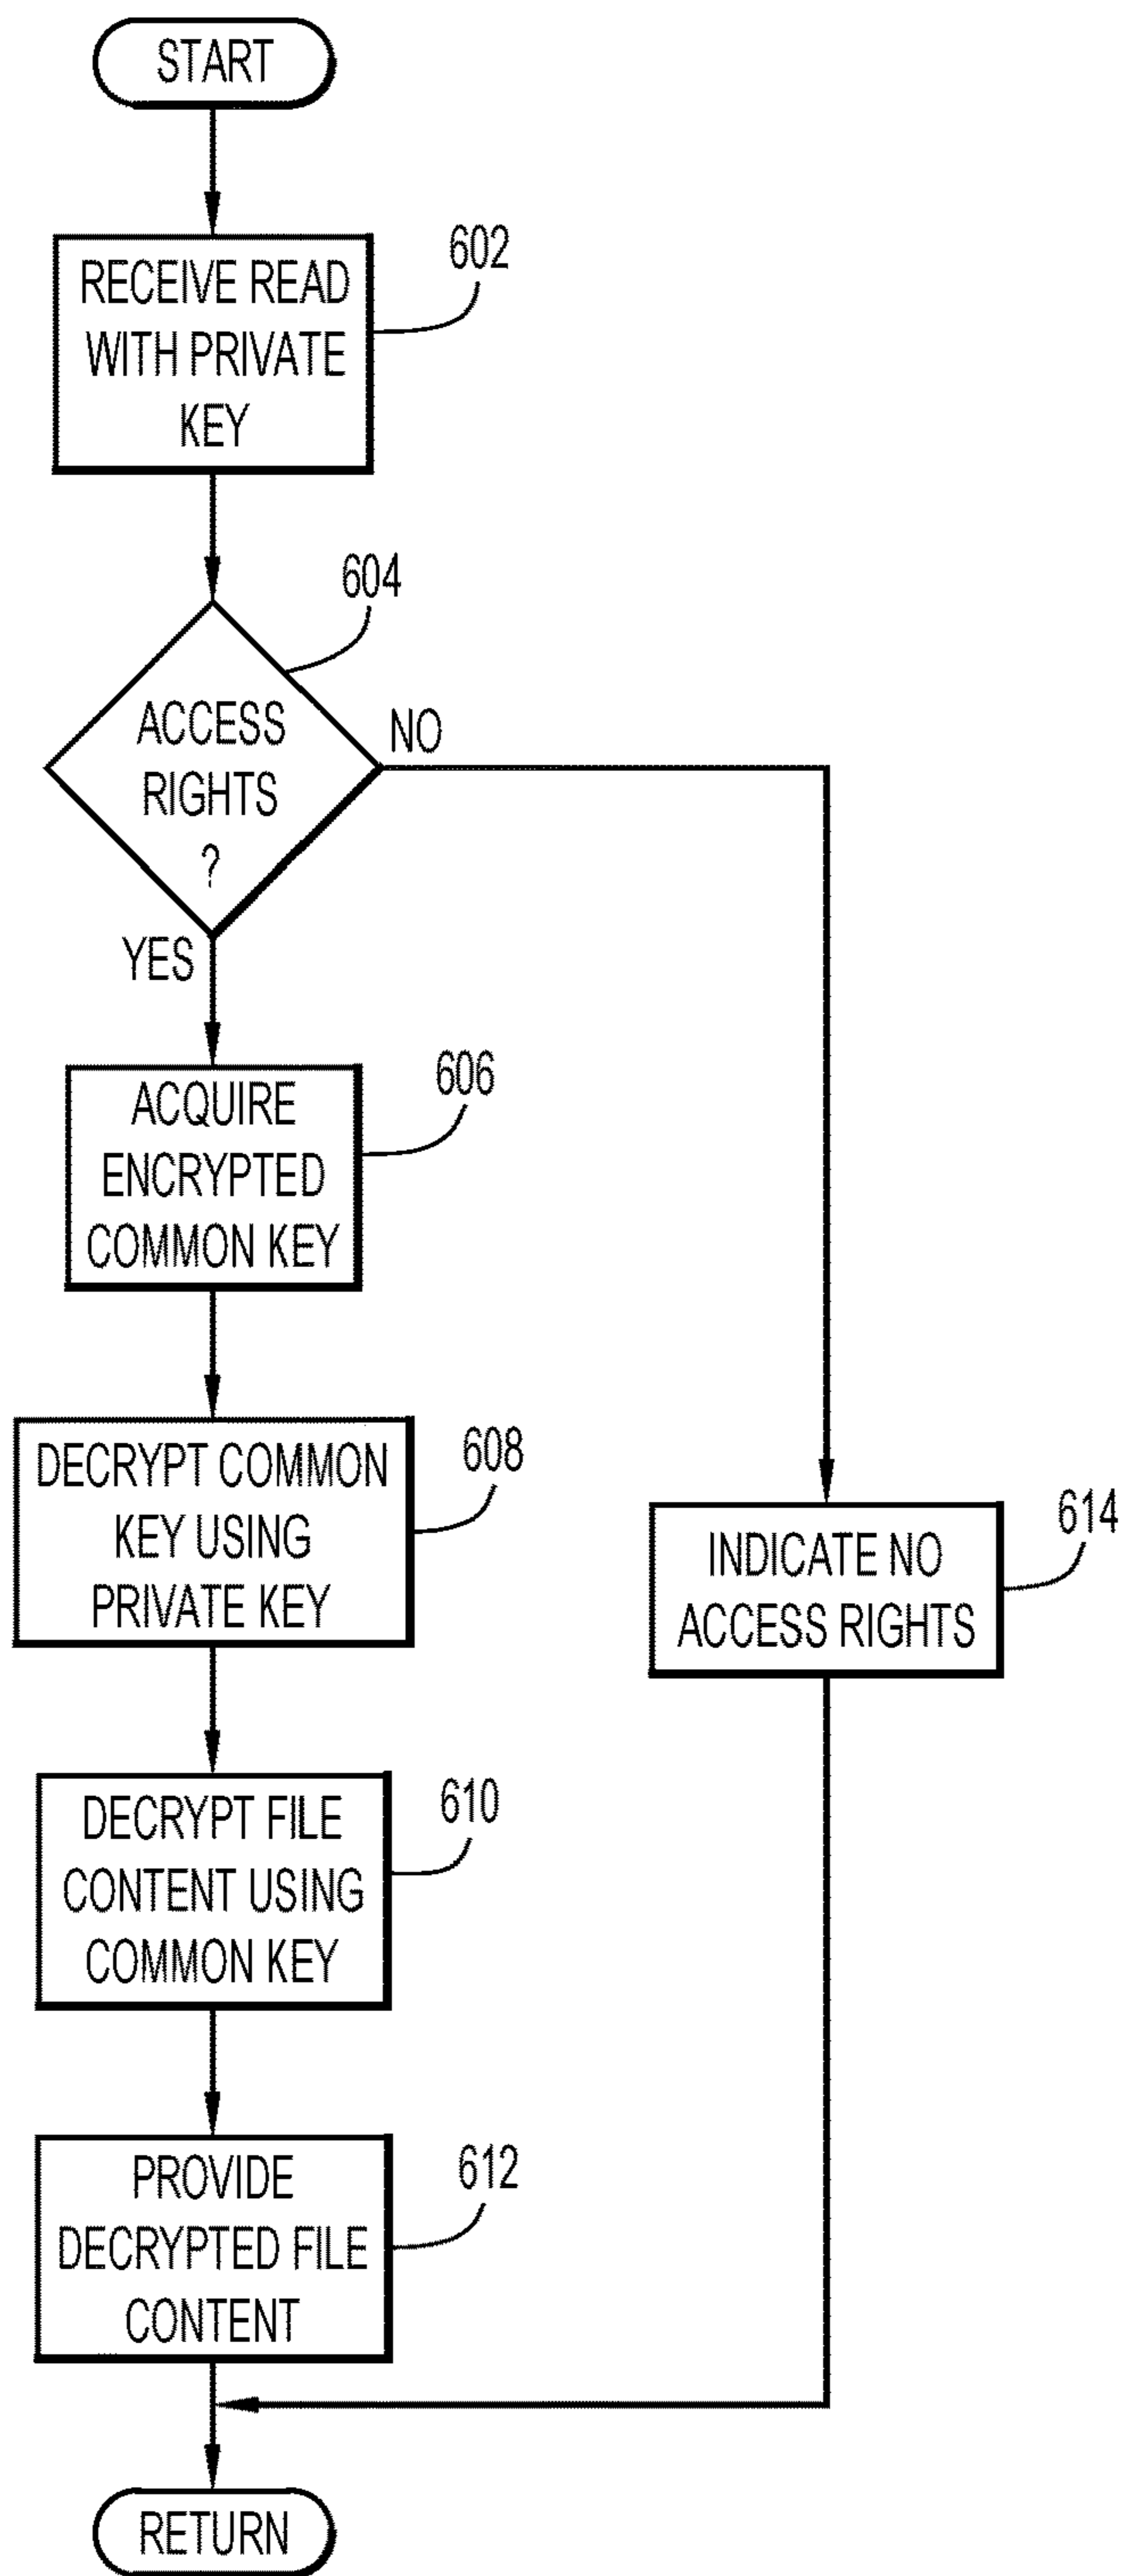 START
RECEIVE READ
WITH PRIVATE
KEY
602
604
ACCESS
RIGHTS
?
NO
YES
ACQUIRE
ENCRYPTED
COMMON KEY
606
DECRYPT COMMON
KEY USING
PRIVATE KEY
608
INDICATE NO
ACCESS RIGHTS
614
DECRYPT FILE
CONTENT USING
COMMON KEY
610
PROVIDE
DECRYPTED FILE
CONTENT
612
RETURN